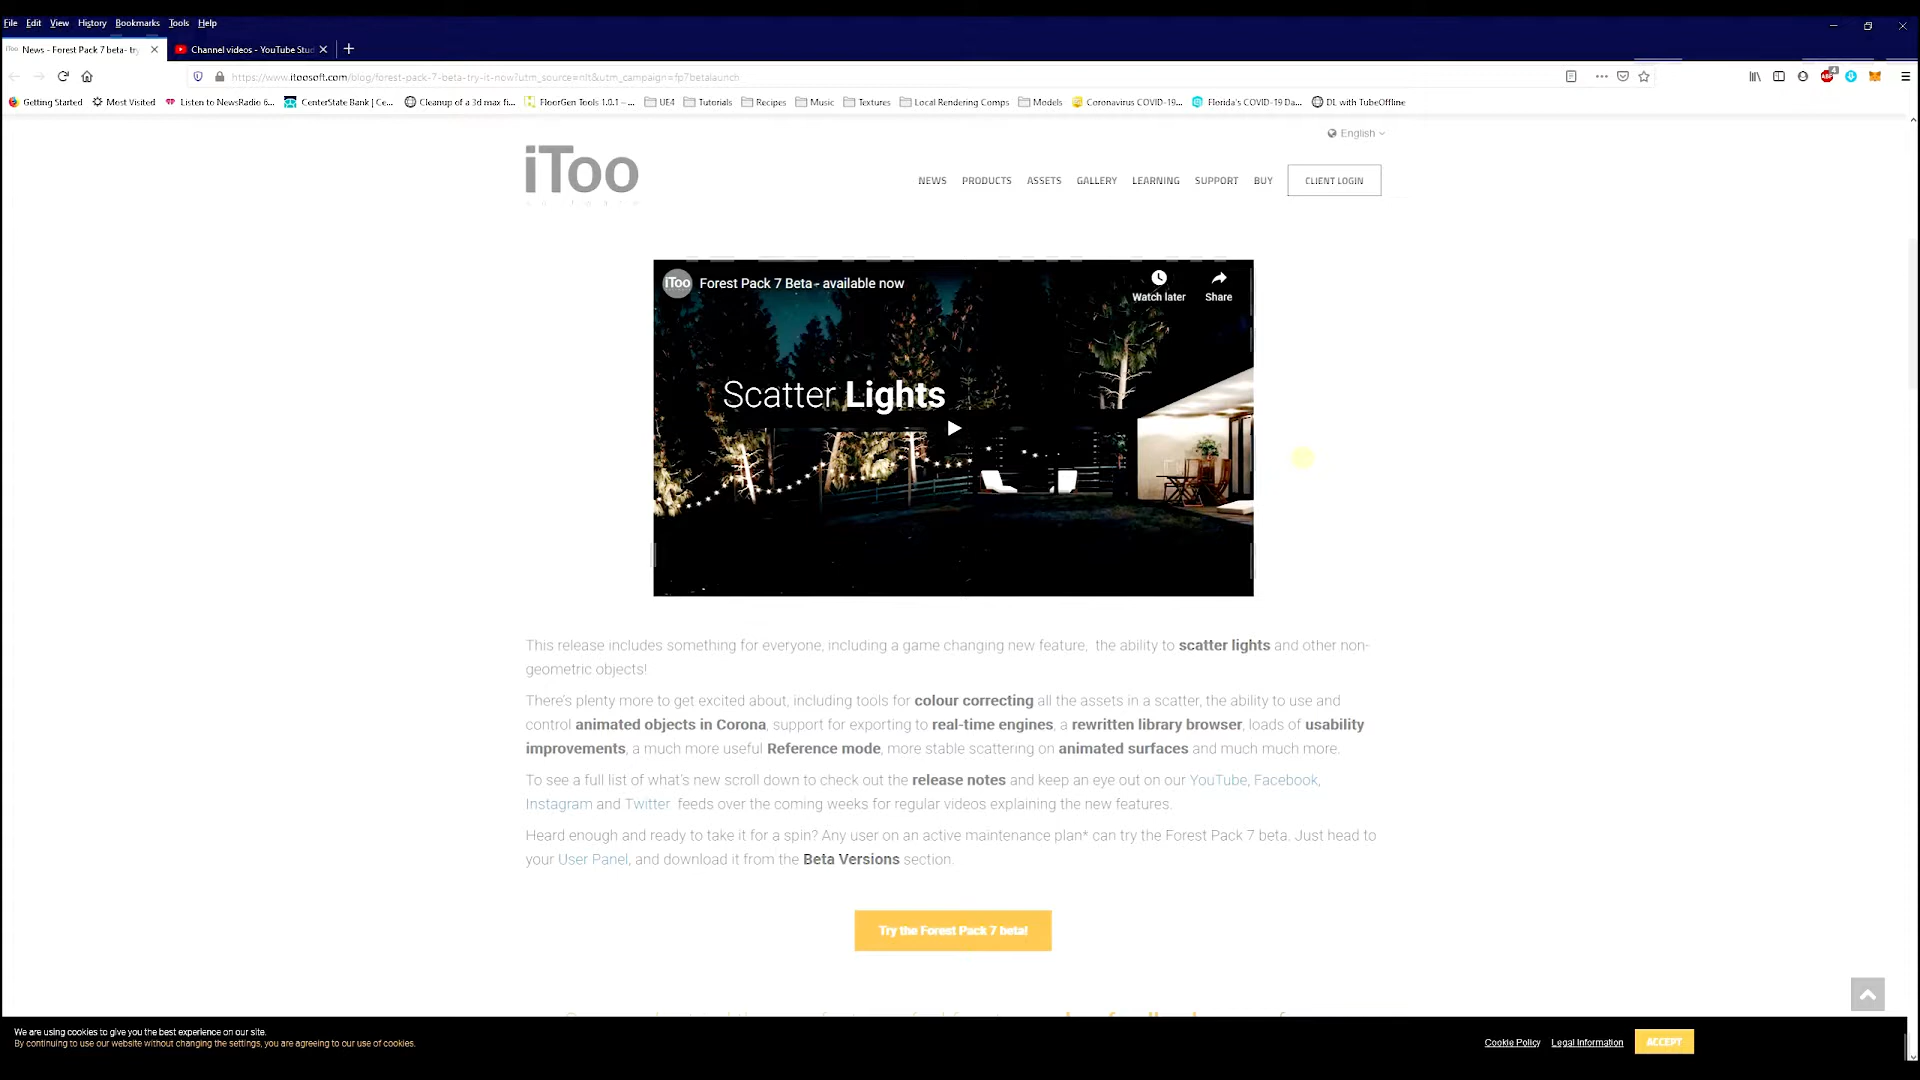 File Edit View History Bookmarks Tools Help
iToo News - Forest Pack 7 beta- tr
Channel videos - YouTube Stud
https://www.itoosoft.com/blog/forest-pack-7-beta-try-it-now?utm_source=nlt&utm_campaign=fp7betalaunch
Getting Started Most Visited Listen to NewsRadio 6... CenterState Bank | Ce... Cleanup of a 3d max fi... FloorGen Tools 1.0.1 – ... UE4 Tutorials Recipes Music Textures Local Rendering Comps Models Coronavirus COVID-19... Florida's COVID-19 Da... DL with TubeOffline
English
iToo
NEWS PRODUCTS ASSETS GALLERY LEARNING SUPPORT BUY CLIENT LOGIN
iToo Forest Pack 7 Beta - available now
Watch later Share
Scatter Lights
This release includes something for everyone, including a game changing new feature, the ability to scatter lights and other non-
geometric objects!
There's plenty more to get excited about, including tools for colour correcting all the assets in a scatter, the ability to use and
control animated objects in Corona, support for exporting to real-time engines, a rewritten library browser, loads of usability
improvements, a much more useful Reference mode, more stable scattering on animated surfaces and much much more.
To see a full list of what's new scroll down to check out the release notes and keep an eye out on our YouTube, Facebook,
Instagram and Twitter feeds over the coming weeks for regular videos explaining the new features.
Heard enough and ready to take it for a spin? Any user on an active maintenance plan* can try the Forest Pack 7 beta. Just head to
your User Panel, and download it from the Beta Versions section.
Try the Forest Pack 7 beta!
We are using cookies to give you the best experience on our site.
By continuing to use our website without changing the settings, you are agreeing to our use of cookies.
Cookie Policy Legal Information ACCEPT